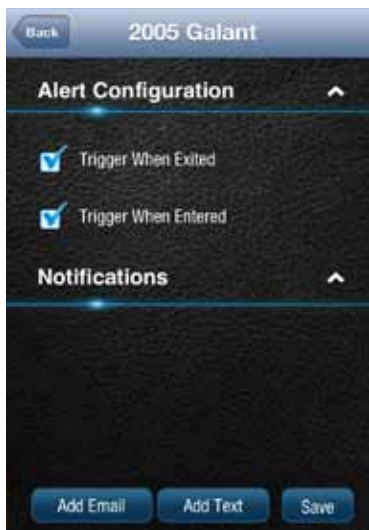 Back
2005 Galant
Alert Configuration
Trigger When Exited
Trigger When Entered
Notifications
Add Email
Add Text
Save